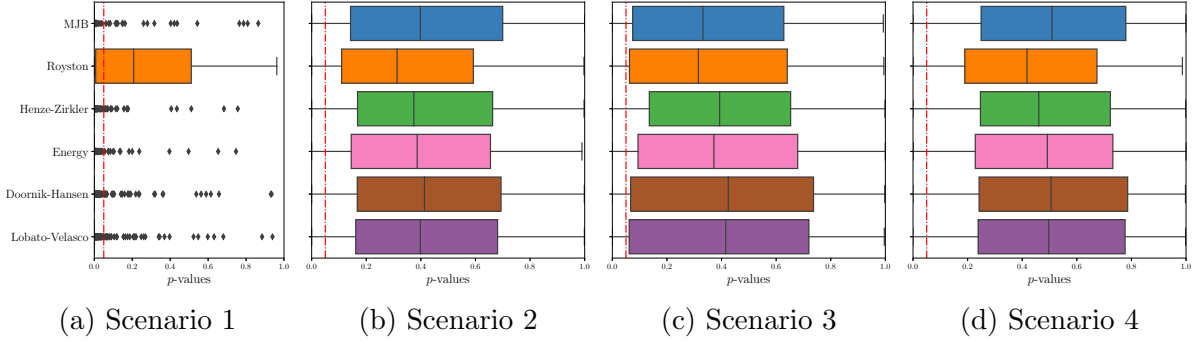 MJB
Royston
Henze-Zirkler
Energy
Doornik-Hansen
Lobato-Velasco
0.0 0.2 0.4 0.6 0.8 1.0
p-values
(a) Scenario 1
0.0 0.2 0.4 0.6 0.8 1.0
p-values
(b) Scenario 2
0.0 0.2 0.4 0.6 0.8 1.0
p-values
(c) Scenario 3
0.0 0.2 0.4 0.6 0.8 1.0
p-values
(d) Scenario 4